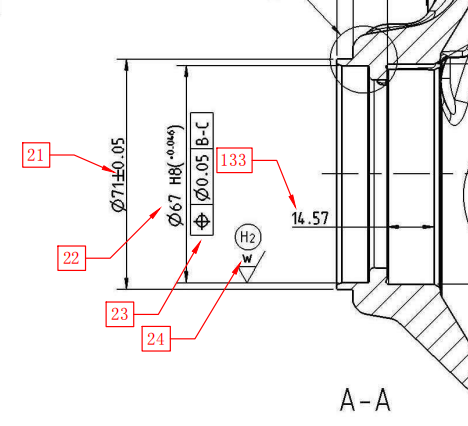 21
Ø71±0.05
22
Ø67 H8(+0.046)
23
⌖ Ø0.05 B-C
133
14.57
H2
W
24
A-A